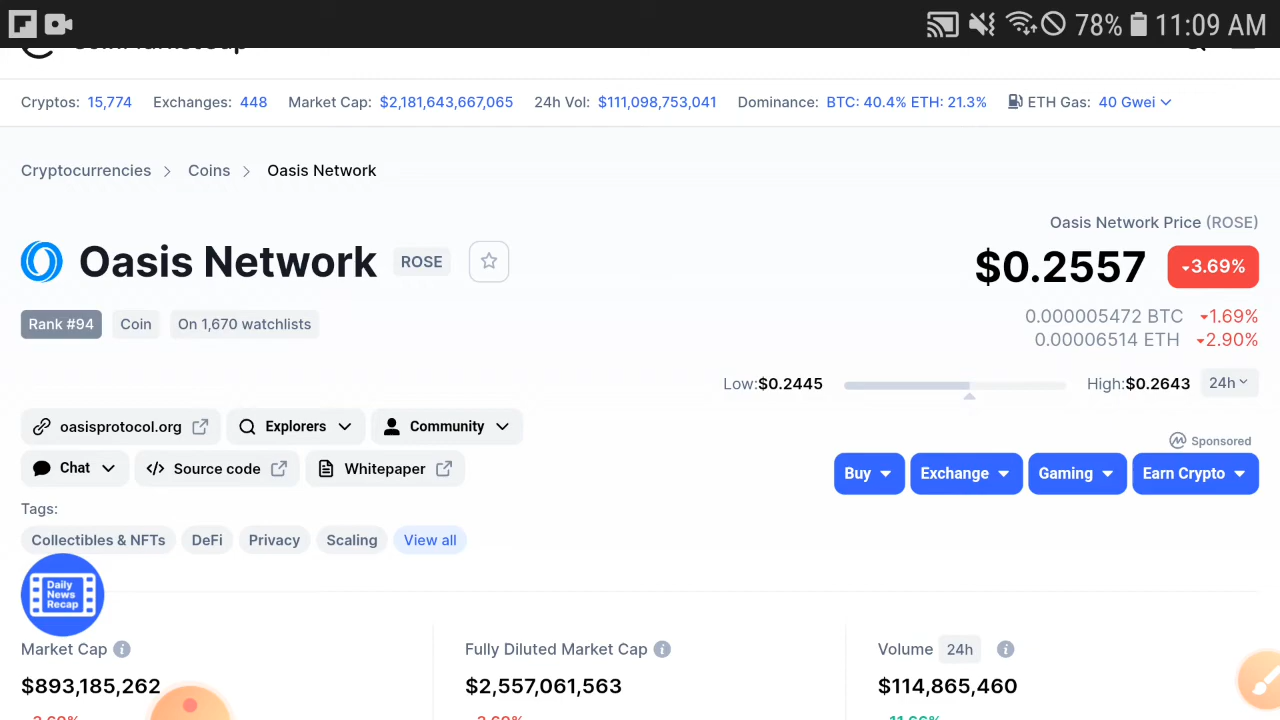 78% 11:09 AM
Cryptos: 15,774 Exchanges: 448 Market Cap: $2,181,643,667,065 24h Vol: $111,098,753,041 Dominance: BTC: 40.4% ETH: 21.3% ETH Gas: 40 Gwei
Cryptocurrencies > Coins > Oasis Network
Oasis Network Price (ROSE)
Oasis Network ROSE $0.2557 3.69%
Rank #94 Coin On 1,670 watchlists
0.000005472 BTC 1.69%
0.00006514 ETH 2.90%
Low:$0.2445 High:$0.2643 24h
oasisprotocol.org Explorers Community
Sponsored
Chat Source code Whitepaper
Buy Exchange Gaming Earn Crypto
Tags:
Collectibles & NFTs DeFi Privacy Scaling View all
Daily
News
Recap
Market Cap Fully Diluted Market Cap Volume 24h
$893,185,262 $2,557,061,563 $114,865,460